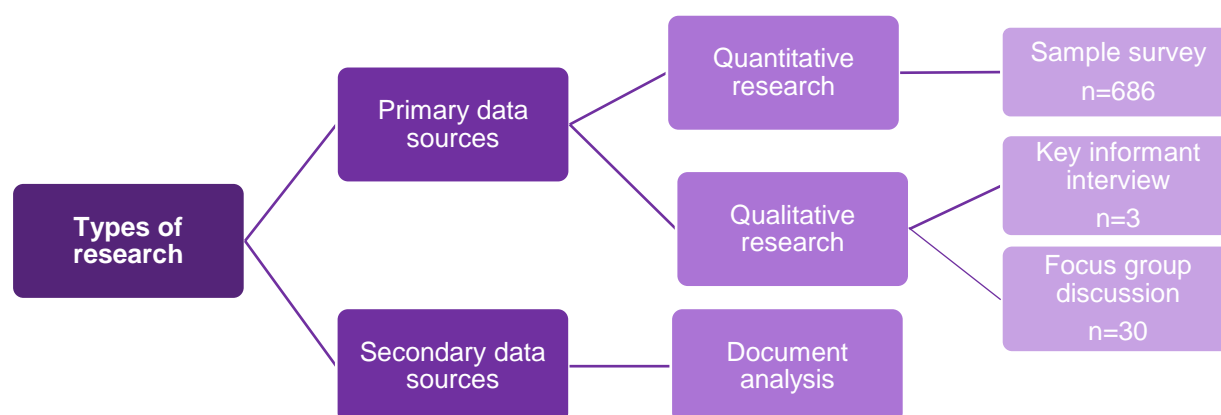 Types of
research
Primary data
sources
Secondary data
sources
Quantitative
research
Qualitative
research
Document
analysis
Sample survey
n=686
Key informant
interview
n=3
Focus group
discussion
n=30